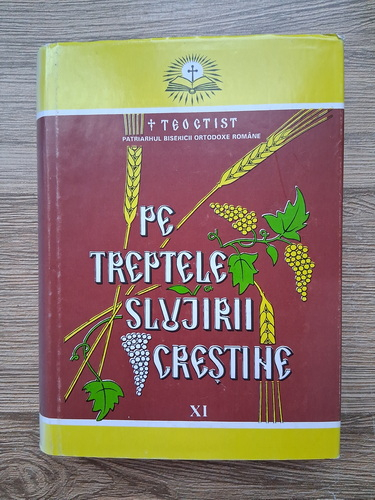 † TEOCTIST
PATRIARHUL BISERICII ORTODOXE ROMÂNE
PE
TREPTELE
SLUJIRII
CREȘTINE
XI